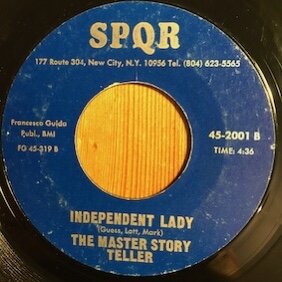 SPQR
177 Route 304, New City, N.Y. 10956 Tel. (804) 623-5565
Francesco Guida
Publ., BMI
FG 45-319 B
45-2001 B
TIME: 4:36
INDEPENDENT LADY
(Guess, Lott, Mark)
THE MASTER STORY
TELLER